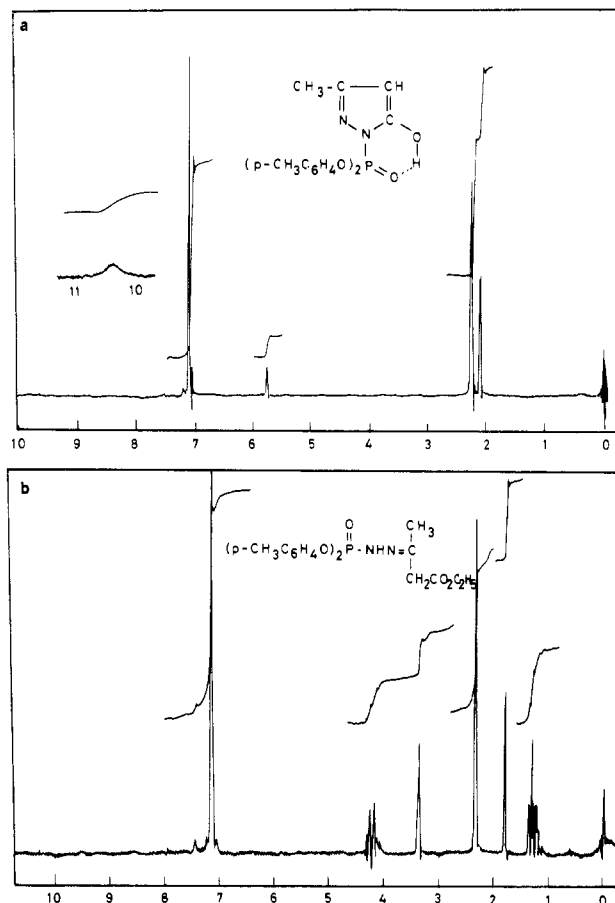 a
CH3-C CH
N C
N O
(p-CH3C6H4O)2P H
O
11 10
10 9 8 7 6 5 4 3 2 1 0
b
O CH3
(p-CH3C6H4O)2P-NHN=C
CH2CO2C2H5
10 9 8 7 6 5 4 3 2 1 0